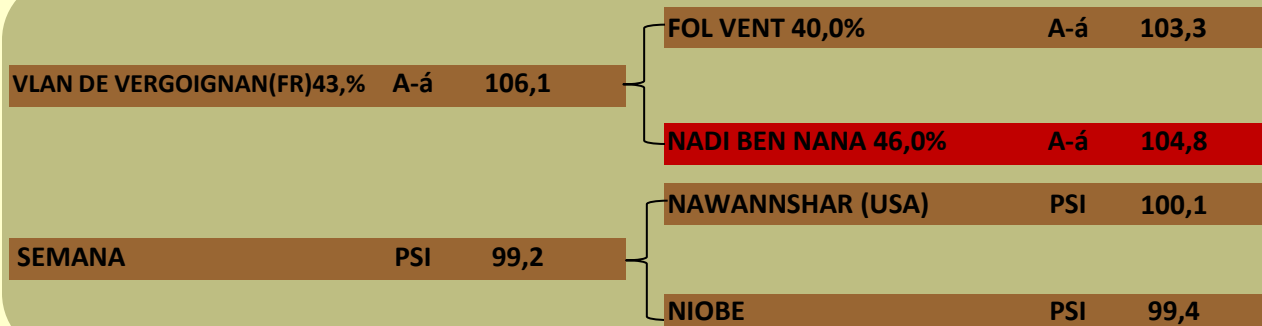 FOL VENT 40,0% A-á 103,3
VLAN DE VERGOIGNAN(FR)43,% A-á 106,1
NADI BEN NANA 46,0% A-á 104,8
NAWANNSHAR (USA) PSI 100,1
SEMANA PSI 99,2
NIOBE PSI 99,4